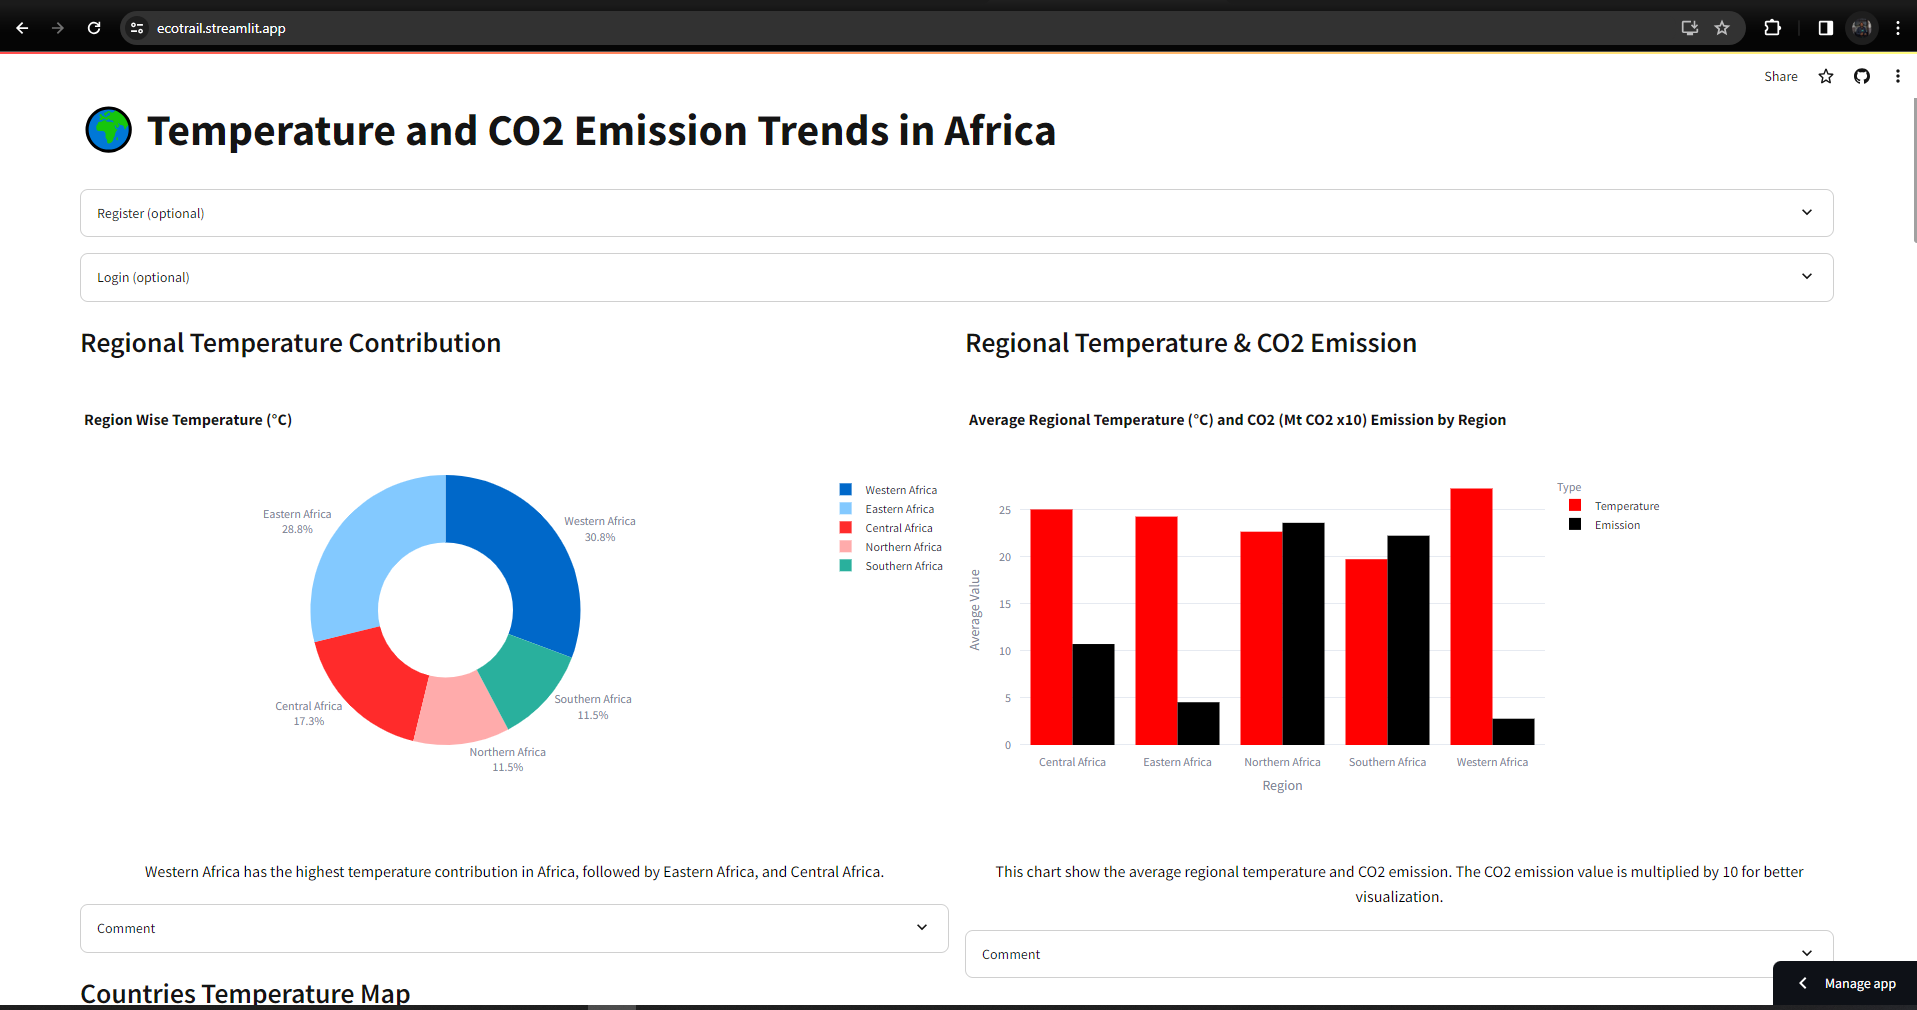 ecotrail.streamlit.app
Share
Temperature and CO2 Emission Trends in Africa
Register (optional)
Login (optional)
Regional Temperature Contribution
Region Wise Temperature (°C)
Eastern Africa
28.8%
Western Africa
30.8%
Central Africa
17.3%
Southern Africa
11.5%
Northern Africa
11.5%
Western Africa
Eastern Africa
Central Africa
Northern Africa
Southern Africa
Western Africa has the highest temperature contribution in Africa, followed by Eastern Africa, and Central Africa.
Comment
Countries Temperature Map
Regional Temperature & CO2 Emission
Average Regional Temperature (°C) and CO2 (Mt CO2 x10) Emission by Region
Average Value
25
20
15
10
5
0
Central Africa
Eastern Africa
Northern Africa
Southern Africa
Western Africa
Region
Type
Temperature
Emission
This chart show the average regional temperature and CO2 emission. The CO2 emission value is multiplied by 10 for better
visualization.
Comment
Manage app